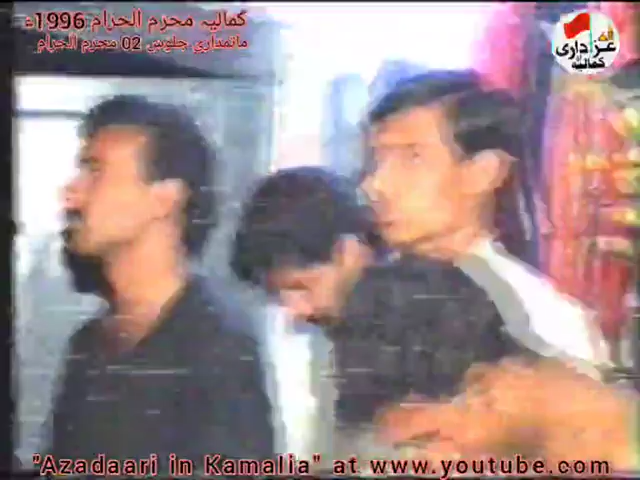 کمالیہ محرم الحرام 1996ء
ماتمداری جلوس 02 محرم الحرام
عزاداری
کمالیہ
"Azadaari in Kamalia" at www.youtube.com